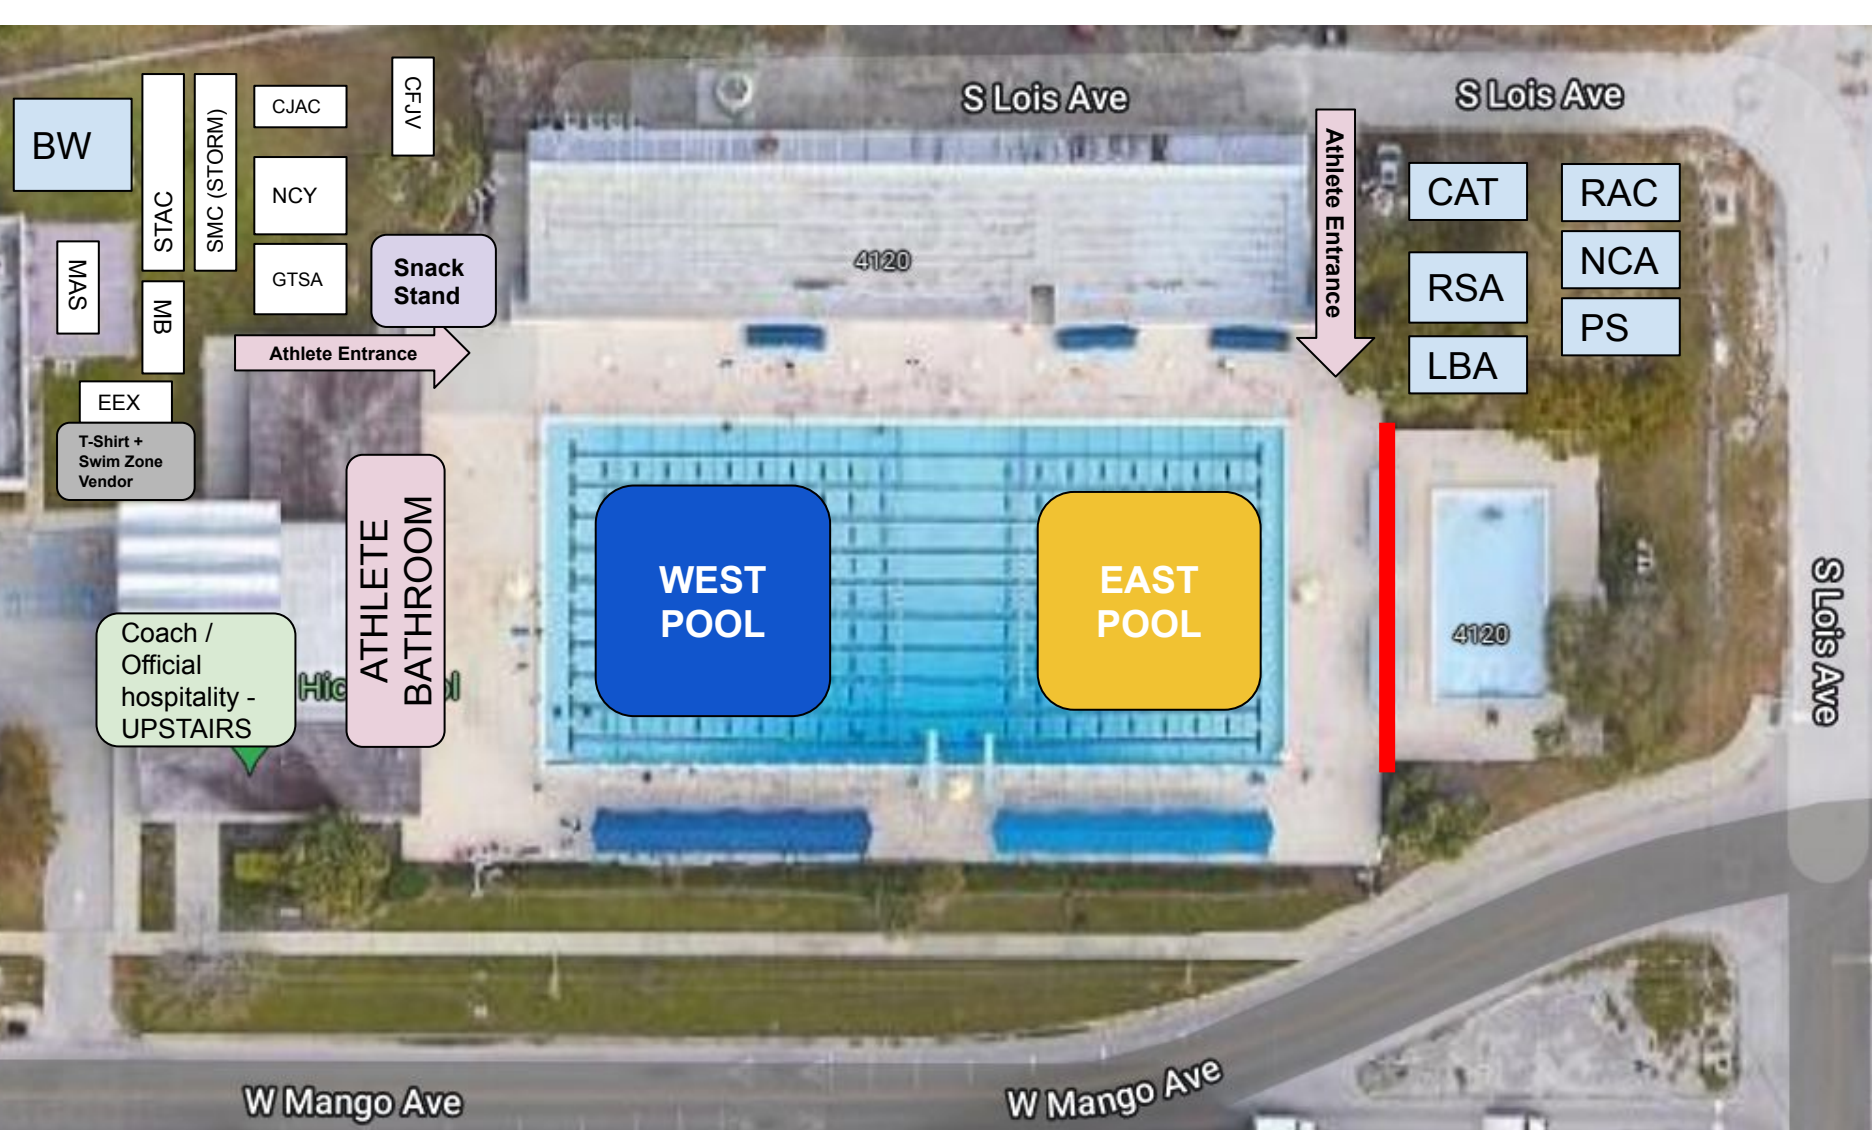 S Lois Ave
S Lois Ave
BW
STAC
SMC (STORM)
CJAC
CFJV
NCY
GTSA
MAS
MB
Snack
Stand
Athlete Entrance
EEX
T-Shirt +
Swim Zone
Vendor
4120
Athlete Entrance
CAT
RAC
RSA
NCA
LBA
PS
ATHLETE
BATHROOM
WEST
POOL
EAST
POOL
4120
Coach /
Official
hospitality -
UPSTAIRS
S Lois Ave
W Mango Ave
W Mango Ave